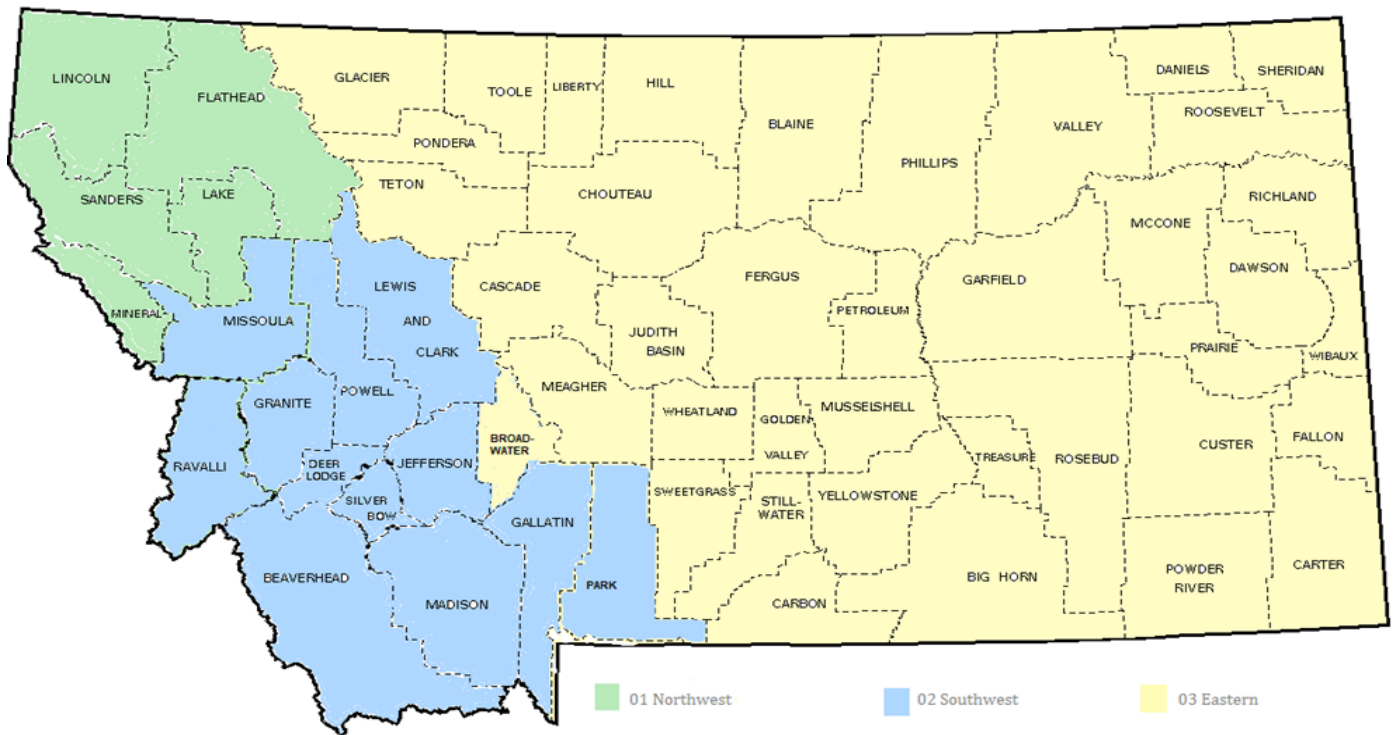 LINCOLN
FLATHEAD
GLACIER
TOOLE
LIBERTY
HILL
BLAINE
PHILLIPS
VALLEY
DANIELS
SHERIDAN
ROOSEVELT
PONDERA
TETON
CHOUTEAU
SANDERS
LAKE
MCCONE
RICHLAND
MINERAL
MISSOULA
LEWIS
AND
CLARK
CASCADE
JUDITH
BASIN
FERGUS
PETROLEUM
GARFIELD
DAWSON
PRAIRIE
WIBAUX
GRANITE
POWELL
MEAGHER
WHEATLAND
GOLDEN
VALLEY
MUSSELSHELL
RAVALLI
DEER
LODGE
JEFFERSON
BROAD-
WATER
TREASURE
ROSEBUD
CUSTER
FALLON
SILVER
BOW
GALLATIN
SWEETGRASS
STILL-
WATER
YELLOWSTONE
BEAVERHEAD
MADISON
PARK
CARBON
BIG HORN
POWDER
RIVER
CARTER
01 Northwest
02 Southwest
03 Eastern